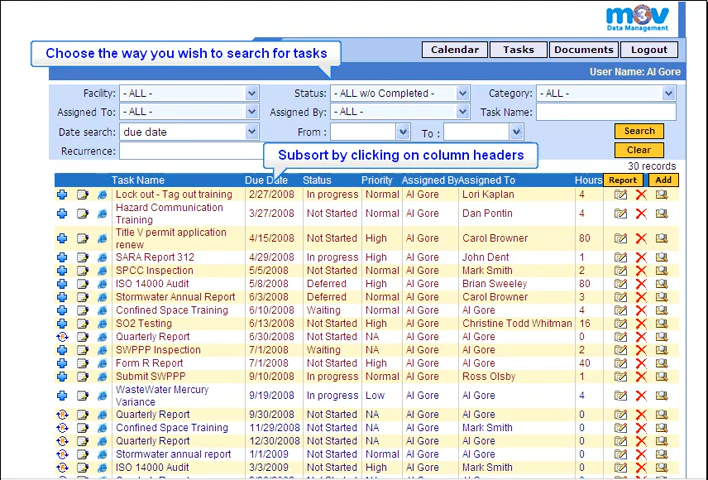 m3v
Data Management
Choose the way you wish to search for tasks
Calendar Tasks Documents Logout
User Name: Al Gore
Facility: - ALL - Status: - ALL w/o Completed - Category: - ALL -
Assigned To: - ALL - Assigned By: - ALL - Task Name:
Date search: due date From : To : Search
Recurrence: Clear
Subsort by clicking on column headers
30 records
Task Name Due Date Status Priority Assigned By Assigned To Hours Report Add
Lock out - Tag out training 2/27/2008 In progress Normal Al Gore Lori Kaplan 4
Hazard Communication
Training 3/27/2008 Not Started Normal Al Gore Dan Pontin 4
Title V permit application
renew 4/15/2008 Not Started High Al Gore Carol Browner 80
SARA Report 312 4/29/2008 In progress High Al Gore John Dent 1
SPCC Inspection 5/5/2008 Not Started Normal Al Gore Mark Smith 2
ISO 14000 Audit 5/8/2008 Deferred High Al Gore Brian Sweeley 80
Stormwater Annual Report 6/3/2008 Deferred Normal Al Gore Carol Browner 3
Confined Space Training 6/10/2008 Waiting Normal Al Gore Mark Smith 4
SO2 Testing 6/13/2008 Not Started High Al Gore Christine Todd Whitman 16
Quarterly Report 6/30/2008 Not Started NA Al Gore Al Gore 0
SWPPP Inspection 7/1/2008 Waiting NA Al Gore Mark Smith 2
Form R Report 7/1/2008 Not Started High Al Gore Al Gore 40
Submit SWPPP 9/10/2008 In progress Normal Al Gore Ross Olsby 1
WasteWater Mercury
Variance 9/19/2008 In progress Low Al Gore Al Gore 4
Quarterly Report 9/30/2008 Not Started NA Al Gore Al Gore 0
Confined Space Training 11/29/2008 Not Started Normal Al Gore Mark Smith 0
Quarterly Report 12/30/2008 Not Started NA Al Gore Al Gore 0
Stormwater annual report 1/1/2009 Not Started Normal Al Gore Al Gore 0
ISO 14000 Audit 3/3/2009 Not Started High Al Gore Mark Smith 0